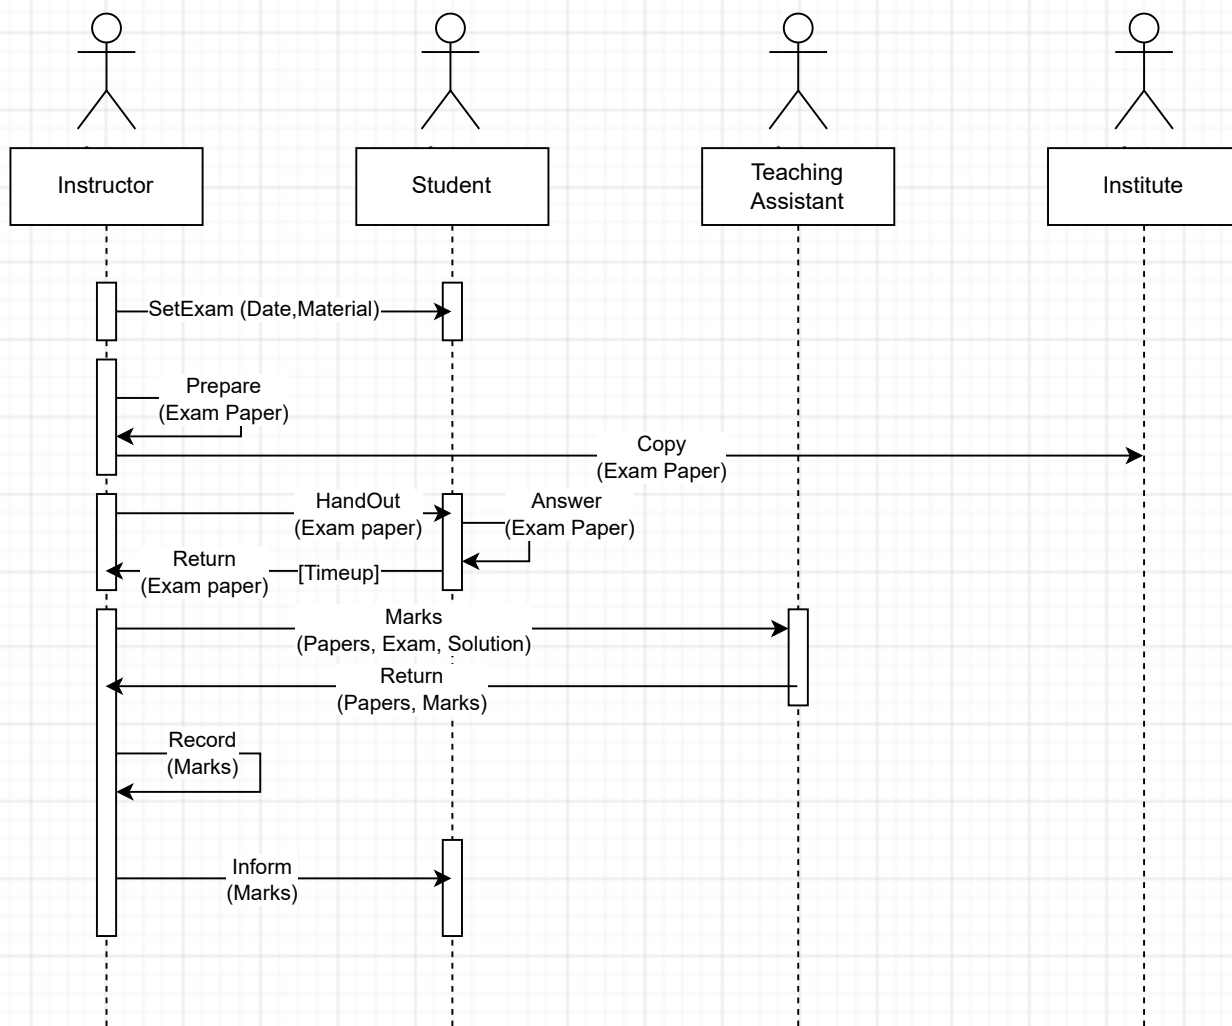 Instructor
Student
Teaching
Assistant
Institute
SetExam (Date,Material)
Prepare
(Exam Paper)
Copy
(Exam Paper)
HandOut
(Exam paper)
Answer
(Exam Paper)
Return
(Exam paper)
[Timeup]
Marks
(Papers, Exam, Solution)
Return
(Papers, Marks)
Record
(Marks)
Inform
(Marks)